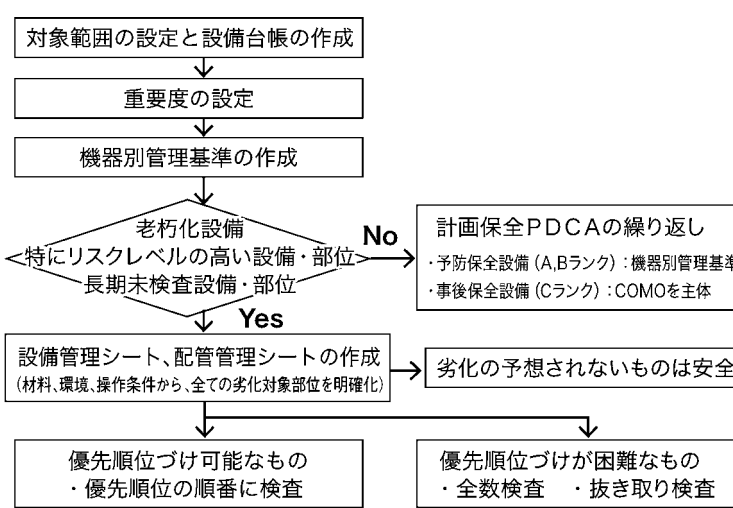 対象範囲の設定と設備台帳の作成
重要度の設定
機器別管理基準の作成
老朽化設備
特にリスクレベルの高い設備・部位
長期未検査設備・部位
No
計画保全PDCAの繰り返し
・予防保全設備(A,Bランク):機器別管理基準
・事後保全設備(Cランク):COMOを主体
Yes
設備管理シート、配管管理シートの作成
(材料、環境、操作条件から、全ての劣化対象部位を明確化)
劣化の予想されないものは安全
優先順位づけ可能なもの
・優先順位の順番に検査
優先順位づけが困難なもの
・全数検査 ・抜き取り検査